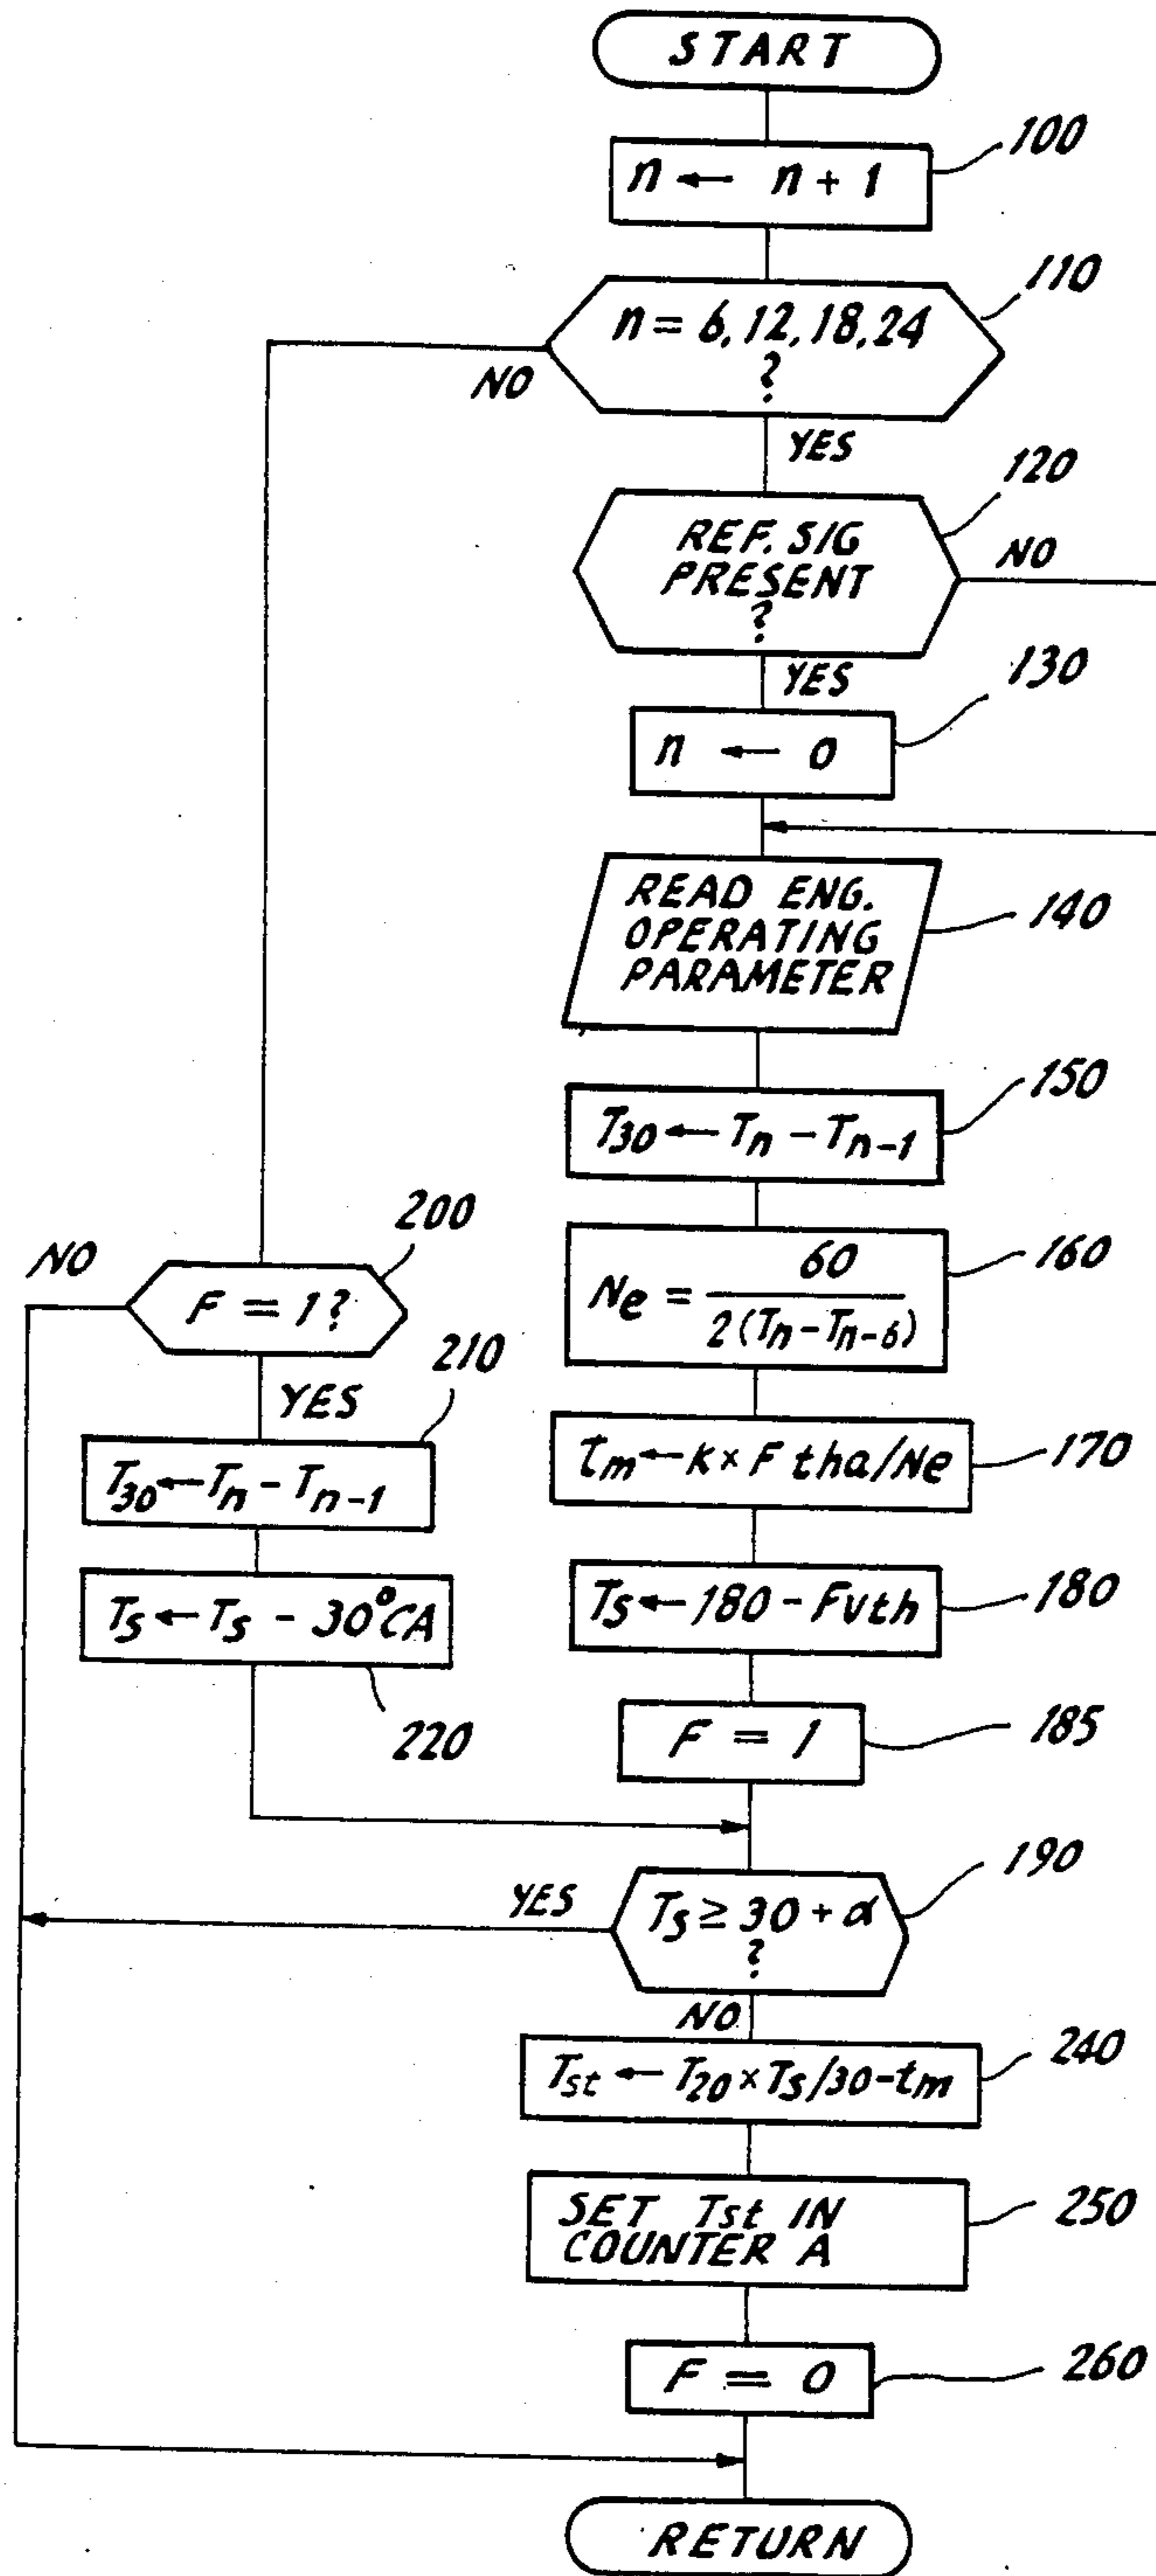 START
n ← n + 1
100
n = 6, 12, 18, 24
?
110
NO
YES
REF. SIG
PRESENT
?
120
NO
YES
n ← 0
130
READ ENG.
OPERATING
PARAMETER
140
T30 ← Tn - Tn-1
150
Ne = 60 / 2(Tn - Tn-6)
160
tm ← K × F tha/Ne
170
Ts ← 180 - Fvth
180
F = 1
185
NO
F = 1?
200
YES
T30 ← Tn - Tn-1
210
Ts ← Ts - 30°CA
220
Ts ≥ 30 + α
?
190
YES
NO
Tst ← T20 × Ts/30 - tm
240
SET Tst IN
COUNTER A
250
F = 0
260
RETURN